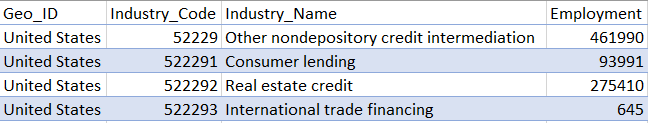 Geo_ID Industry_Code Industry_Name Employment
United States 52229 Other nondepository credit intermediation 461990
United States 522291 Consumer lending 93991
United States 522292 Real estate credit 275410
United States 522293 International trade financing 645